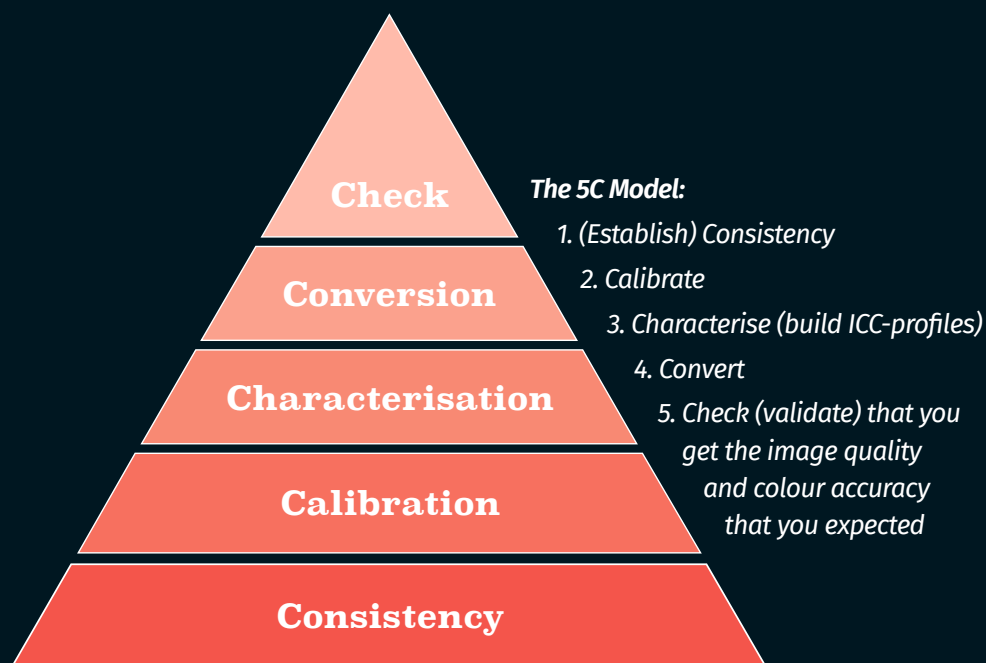 Check
Conversion
Characterisation
Calibration
Consistency
The 5C Model:
1. (Establish) Consistency
2. Calibrate
3. Characterise (build ICC-profiles)
4. Convert
5. Check (validate) that you
get the image quality
and colour accuracy
that you expected